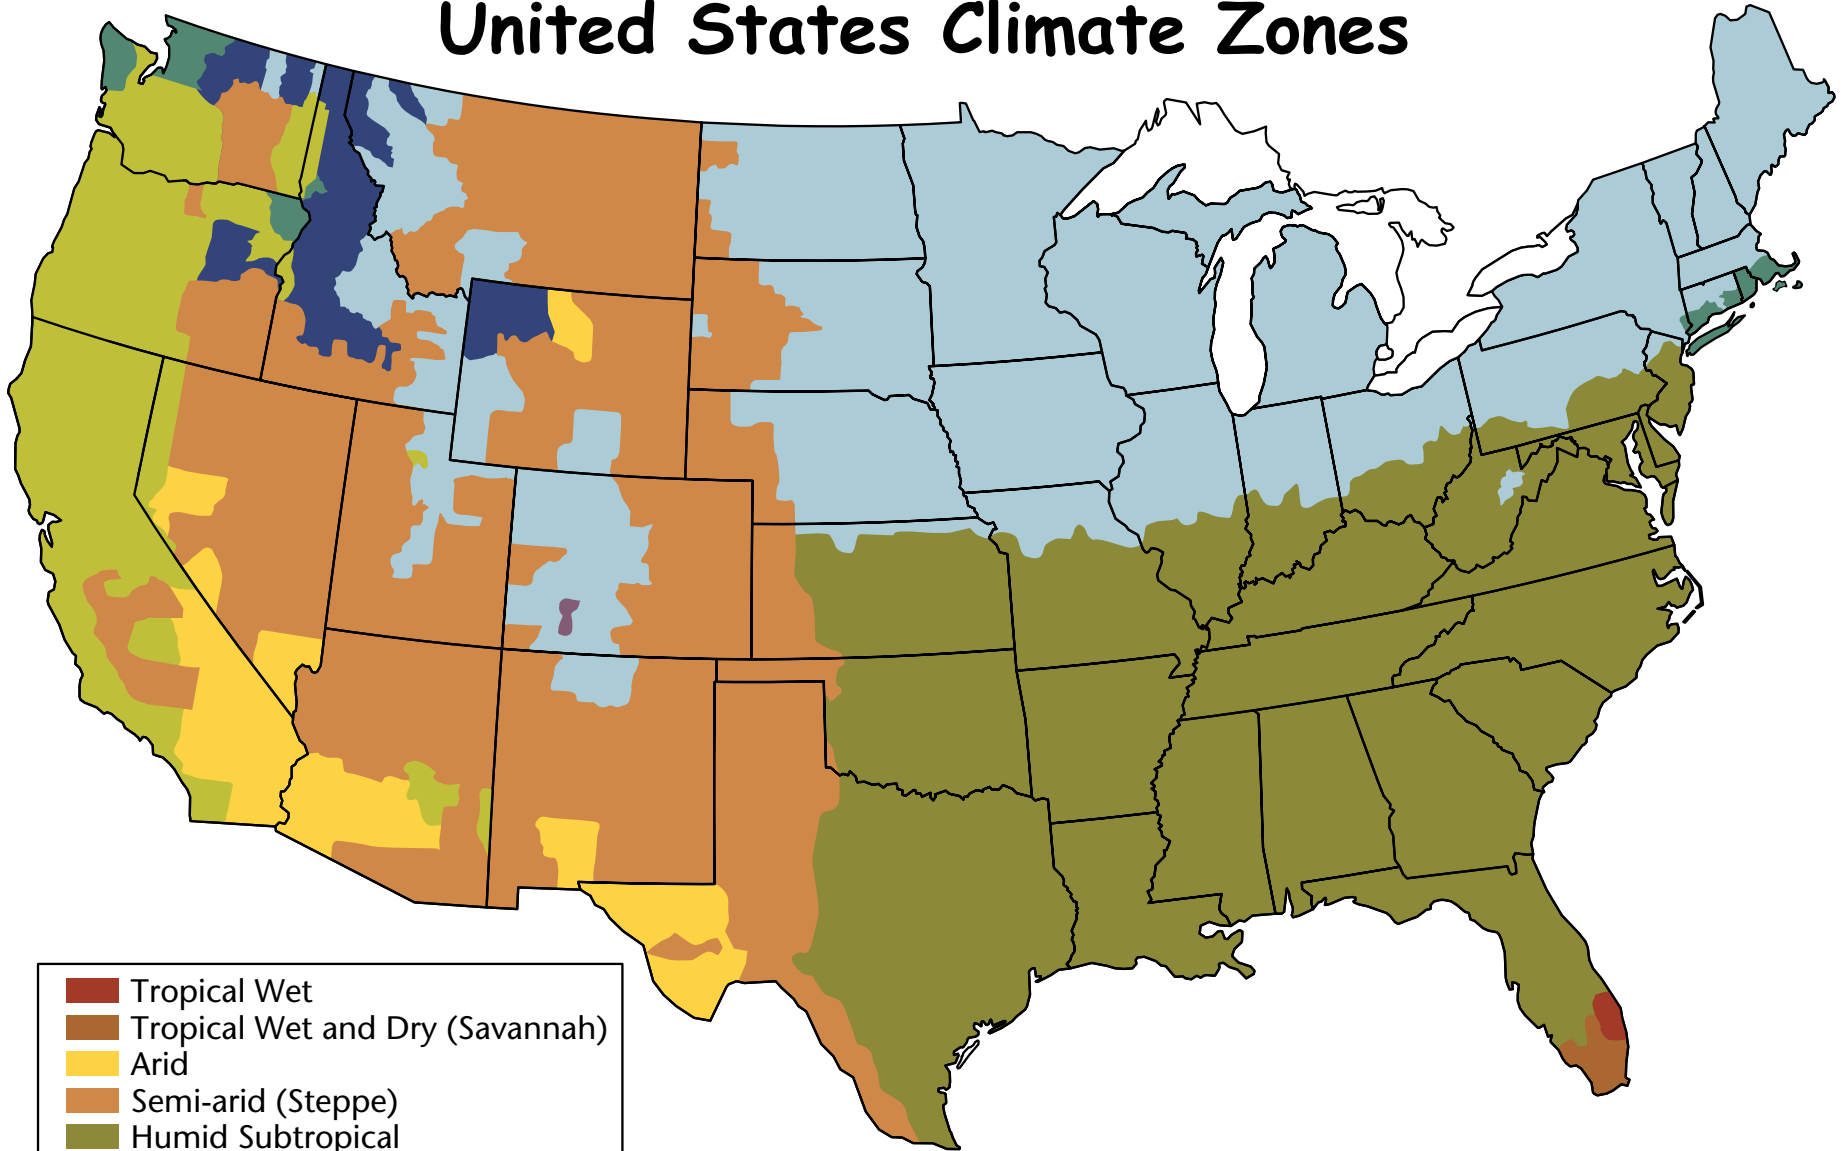 United States Climate Zones
Tropical Wet
Tropical Wet and Dry (Savannah)
Arid
Semi-arid (Steppe)
Humid Subtropical